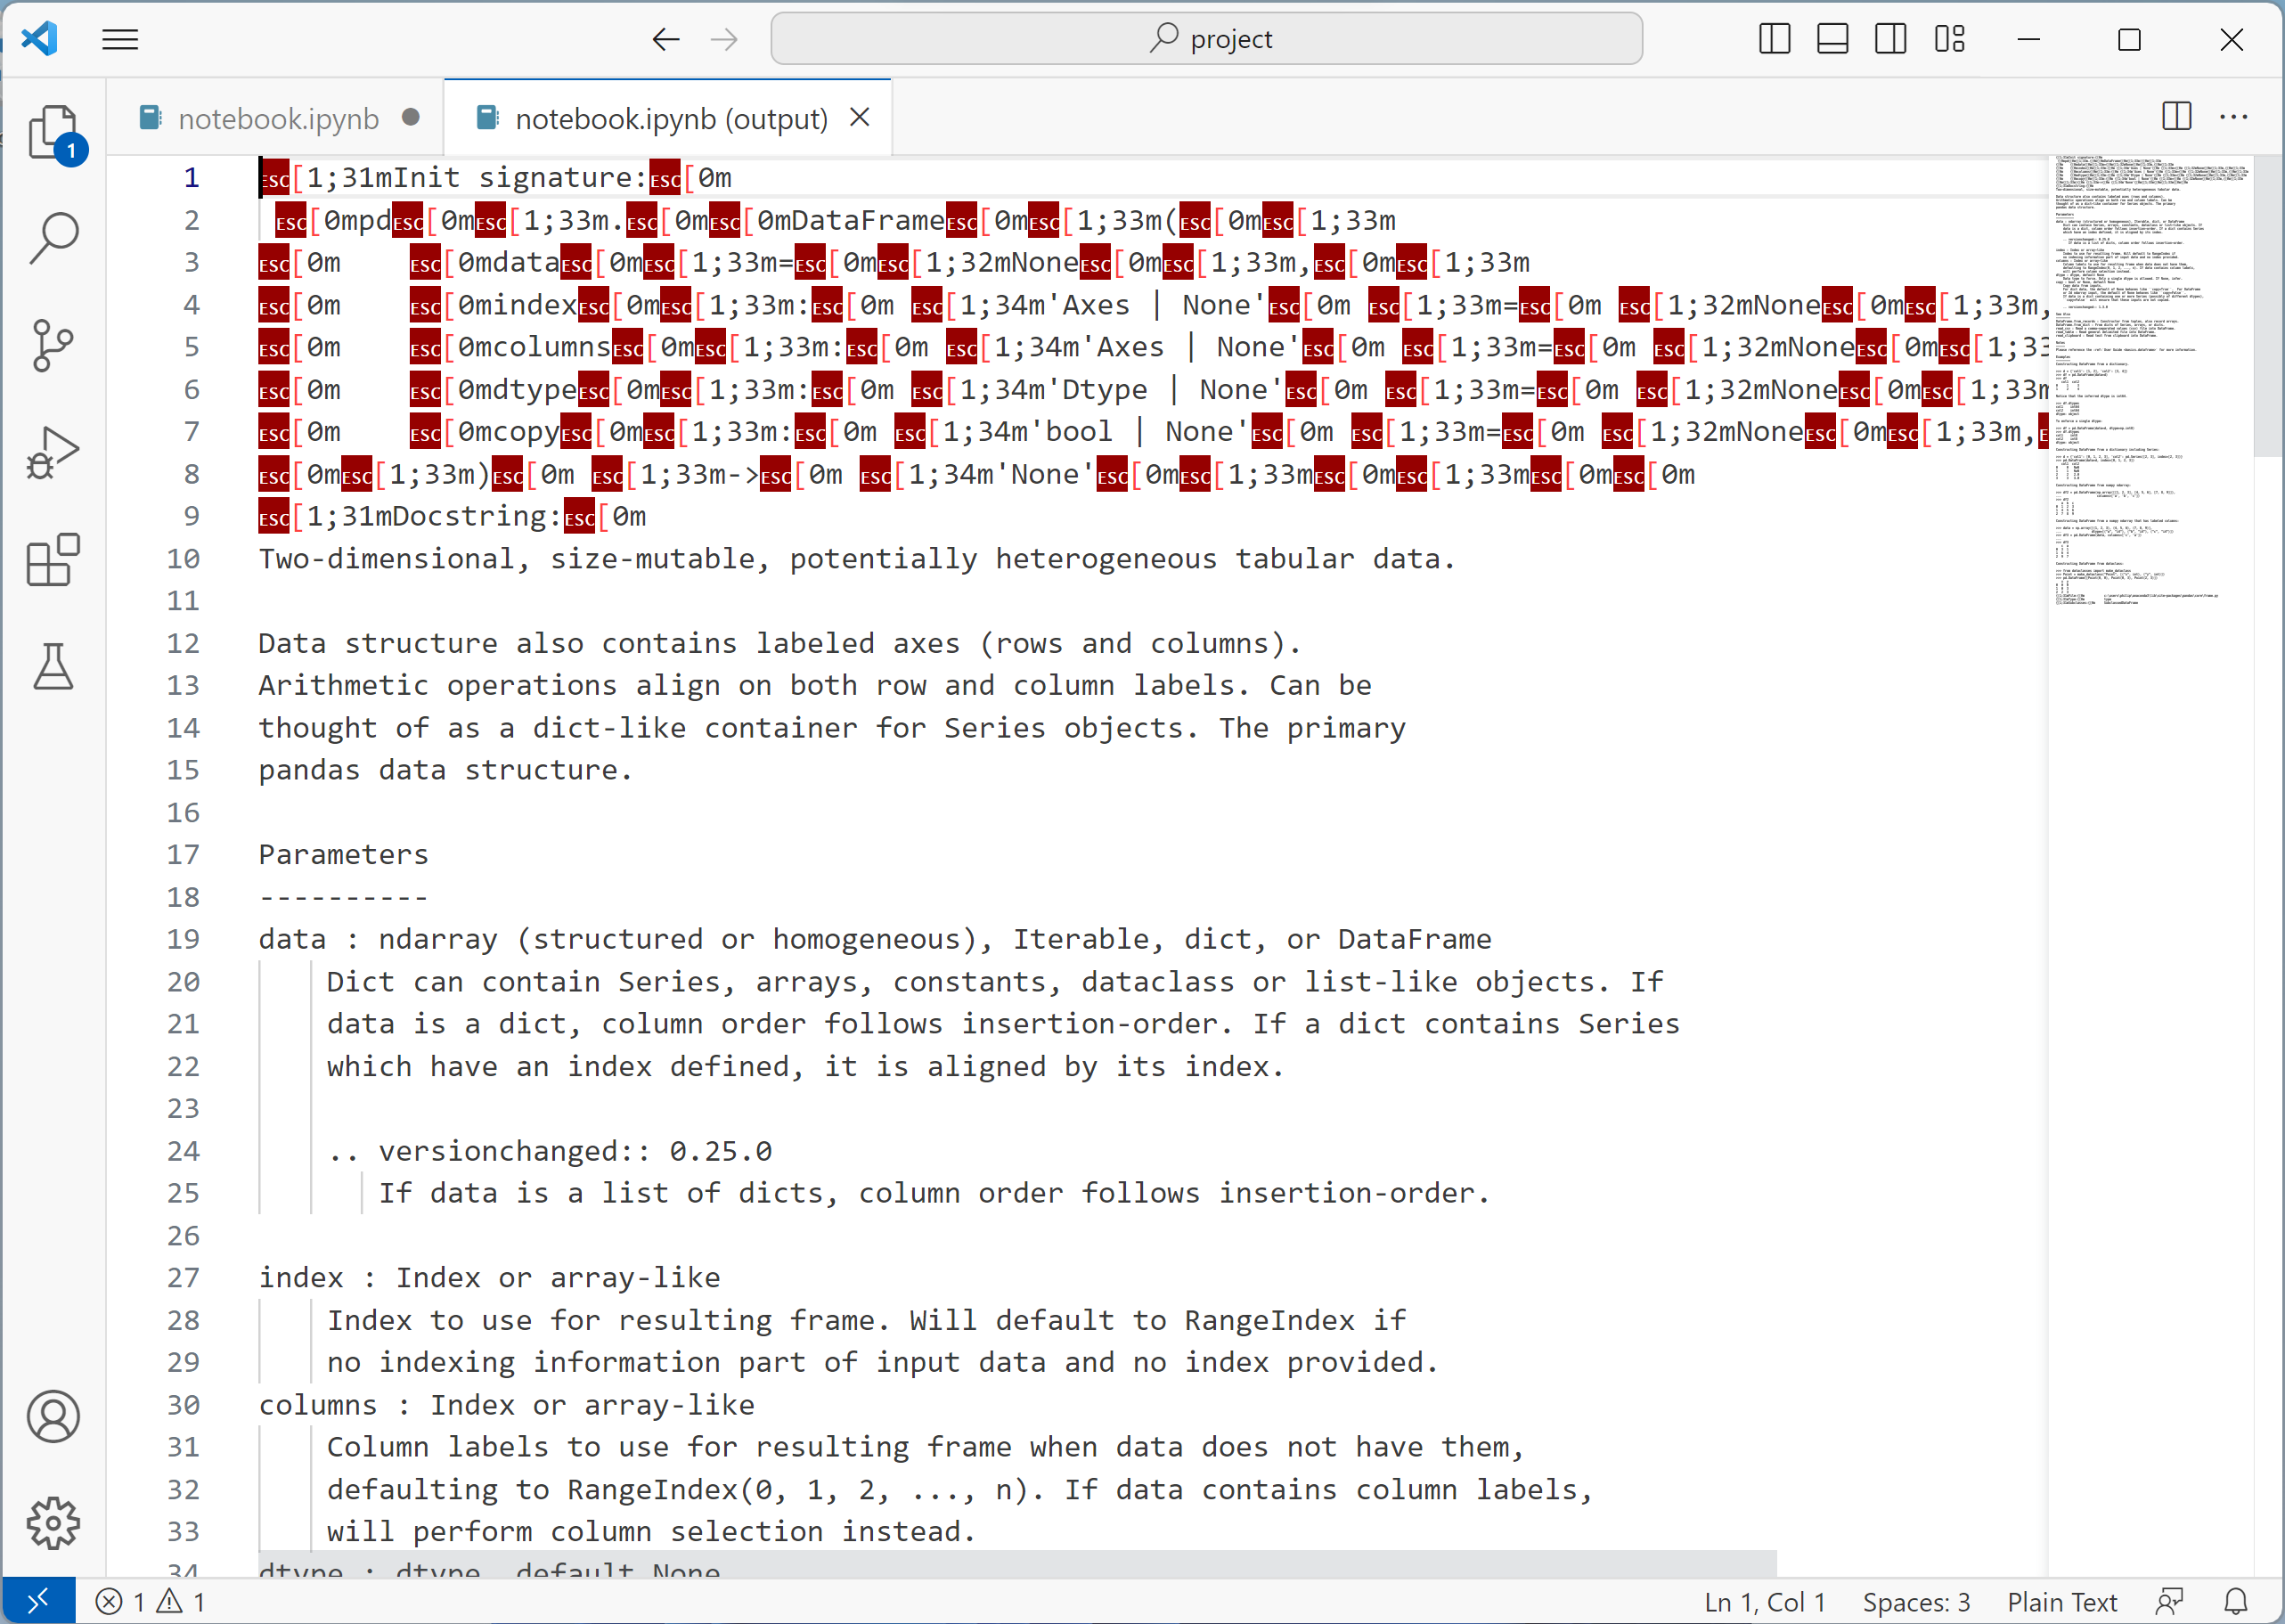 project
notebook.ipynb
notebook.ipynb (output)
1
1 ESC[1;31mInit signature:ESC[0m
2 ESC[0mpdESC[0mESC[1;33m.ESC[0mESC[0mDataFrameESC[0mESC[1;33m(ESC[0mESC[1;33m
3 ESC[0m    ESC[0mdataESC[0mESC[1;33m=ESC[0mESC[1;32mNoneESC[0mESC[1;33m,ESC[0mESC[1;33m
4 ESC[0m    ESC[0mindexESC[0mESC[1;33m:ESC[0m ESC[1;34m'Axes | None'ESC[0m ESC[1;33m=ESC[0m ESC[1;32mNoneESC[0mESC[1;33m,
5 ESC[0m    ESC[0mcolumnsESC[0mESC[1;33m:ESC[0m ESC[1;34m'Axes | None'ESC[0m ESC[1;33m=ESC[0m ESC[1;32mNoneESC[0mESC[1;33
6 ESC[0m    ESC[0mdtypeESC[0mESC[1;33m:ESC[0m ESC[1;34m'Dtype | None'ESC[0m ESC[1;33m=ESC[0m ESC[1;32mNoneESC[0mESC[1;33m
7 ESC[0m    ESC[0mcopyESC[0mESC[1;33m:ESC[0m ESC[1;34m'bool | None'ESC[0m ESC[1;33m=ESC[0m ESC[1;32mNoneESC[0mESC[1;33m,
8 ESC[0mESC[1;33m)ESC[0m ESC[1;33m->ESC[0m ESC[1;34m'None'ESC[0mESC[1;33mESC[0mESC[1;33mESC[0mESC[0m
9 ESC[1;31mDocstring:ESC[0m
10 Two-dimensional, size-mutable, potentially heterogeneous tabular data.
11
12 Data structure also contains labeled axes (rows and columns).
13 Arithmetic operations align on both row and column labels. Can be
14 thought of as a dict-like container for Series objects. The primary
15 pandas data structure.
16
17 Parameters
18 ----------
19 data : ndarray (structured or homogeneous), Iterable, dict, or DataFrame
20     Dict can contain Series, arrays, constants, dataclass or list-like objects. If
21     data is a dict, column order follows insertion-order. If a dict contains Series
22     which have an index defined, it is aligned by its index.
23
24     .. versionchanged:: 0.25.0
25        If data is a list of dicts, column order follows insertion-order.
26
27 index : Index or array-like
28     Index to use for resulting frame. Will default to RangeIndex if
29     no indexing information part of input data and no index provided.
30 columns : Index or array-like
31     Column labels to use for resulting frame when data does not have them,
32     defaulting to RangeIndex(0, 1, 2, ..., n). If data contains column labels,
33     will perform column selection instead.
34 dtype : dtype, default None
1 1
Ln 1, Col 1 Spaces: 3 Plain Text